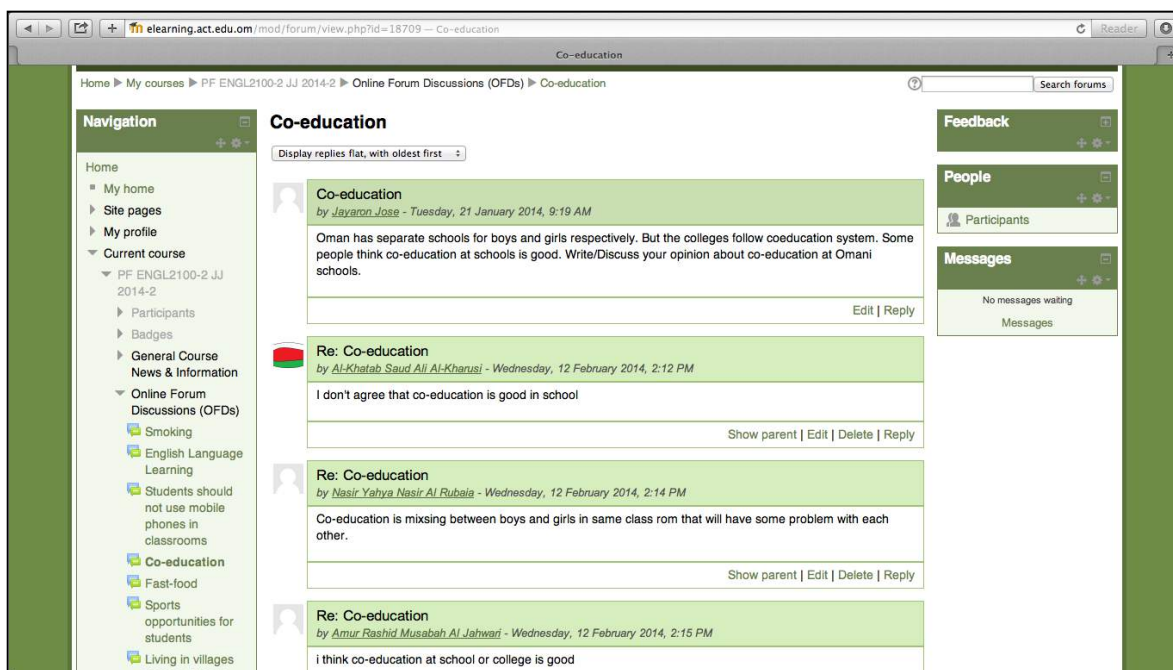 elearning.act.edu.om/mod/forum/view.php?id=18709 — Co-education
Reader
Co-education
Home ▶ My courses ▶ PF ENGL2100-2 JJ 2014-2 ▶ Online Forum Discussions (OFDs) ▶ Co-education
Search forums
Navigation
Home
My home
Site pages
My profile
Current course
PF ENGL2100-2 JJ
2014-2
Participants
Badges
General Course
News & Information
Online Forum
Discussions (OFDs)
Smoking
English Language
Learning
Students should
not use mobile
phones in
classrooms
Co-education
Fast-food
Sports
opportunities for
students
Living in villages
Co-education
Display replies flat, with oldest first
Co-education
by Jayaron Jose - Tuesday, 21 January 2014, 9:19 AM
Oman has separate schools for boys and girls respectively. But the colleges follow coeducation system. Some
people think co-education at schools is good. Write/Discuss your opinion about co-education at Omani
schools.
Edit | Reply
Re: Co-education
by Al-Khatab Saud Ali Al-Kharusi - Wednesday, 12 February 2014, 2:12 PM
I don't agree that co-education is good in school
Show parent | Edit | Delete | Reply
Re: Co-education
by Nasir Yahya Nasir Al Rubaia - Wednesday, 12 February 2014, 2:14 PM
Co-education is mixsing between boys and girls in same class rom that will have some problem with each
other.
Show parent | Edit | Delete | Reply
Re: Co-education
by Amur Rashid Musabah Al Jahwari - Wednesday, 12 February 2014, 2:15 PM
i think co-education at school or college is good
Feedback
People
Participants
Messages
No messages waiting
Messages